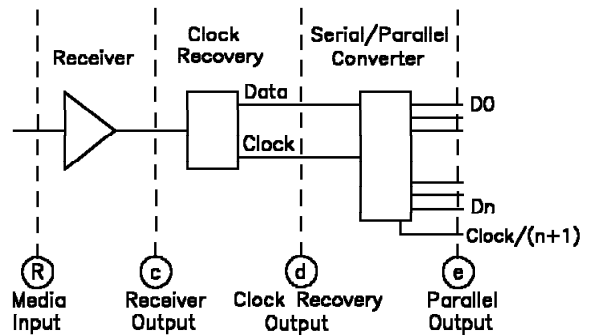 Receiver
Clock
Recovery
Serial/Parallel
Converter
Data
Clock
D0
Dn
Clock/(n+1)
R
Media
Input
c
Receiver
Output
d
Clock Recovery
Output
e
Parallel
Output